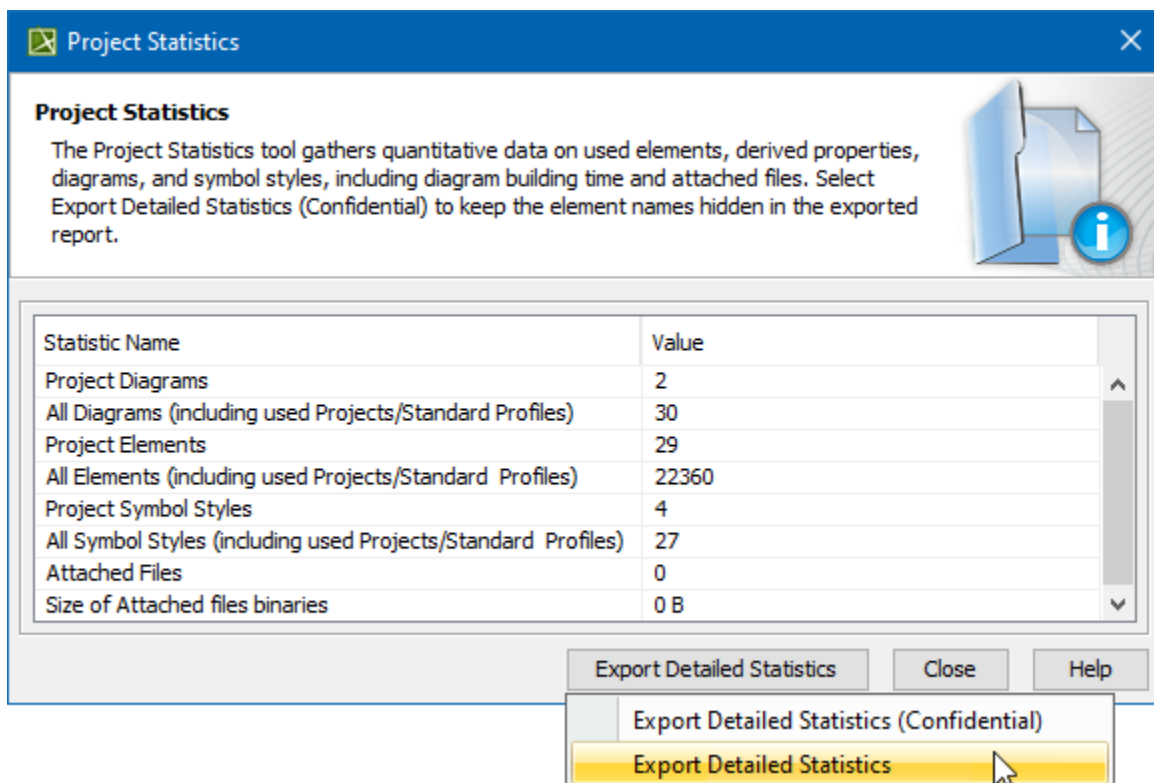 Project Statistics
Project Statistics
The Project Statistics tool gathers quantitative data on used elements, derived properties,
diagrams, and symbol styles, including diagram building time and attached files. Select
Export Detailed Statistics (Confidential) to keep the element names hidden in the exported
report.
Statistic Name Value
Project Diagrams 2
All Diagrams (including used Projects/Standard Profiles) 30
Project Elements 29
All Elements (including used Projects/Standard Profiles) 22360
Project Symbol Styles 4
All Symbol Styles (including used Projects/Standard Profiles) 27
Attached Files 0
Size of Attached files binaries 0 B
Export Detailed Statistics Close Help
Export Detailed Statistics (Confidential)
Export Detailed Statistics